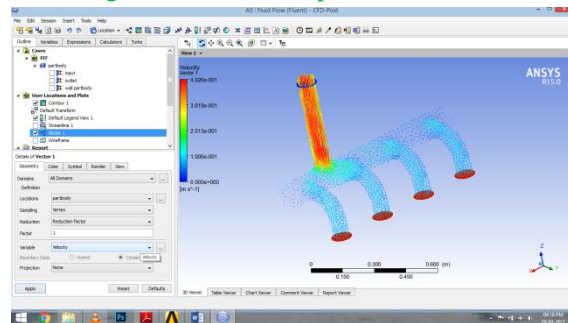 A5 : Fluid Flow (Fluent) - CFD-Post
File Edit Session Insert Tools Help
Location
Outline Variables Expressions Calculators Turbo
Cases
FFF
partbody
input
outlet
wall partbody
User Locations and Plots
Contour 1
Default Transform
Default Legend View 1
Streamline 1
Vector 1
Wireframe
Report
Details of Vector 1
Geometry Color Symbol Render View
Domains All Domains
Definition
Locations partbody
Sampling Vertex
Reduction Reduction Factor
Factor 1
Variable Velocity
Boundary Data Hybrid Velocity
Projection None
Apply Reset Defaults
View 1
Velocity
Vector 1
4.026e-001
3.019e-001
2.013e-001
1.006e-001
0.000e+000
[m s^-1]
ANSYS
R15.0
0 0.300 0.600 (m)
0.150 0.450
Z
Y
3D Viewer Table Viewer Chart Viewer Comment Viewer Report Viewer